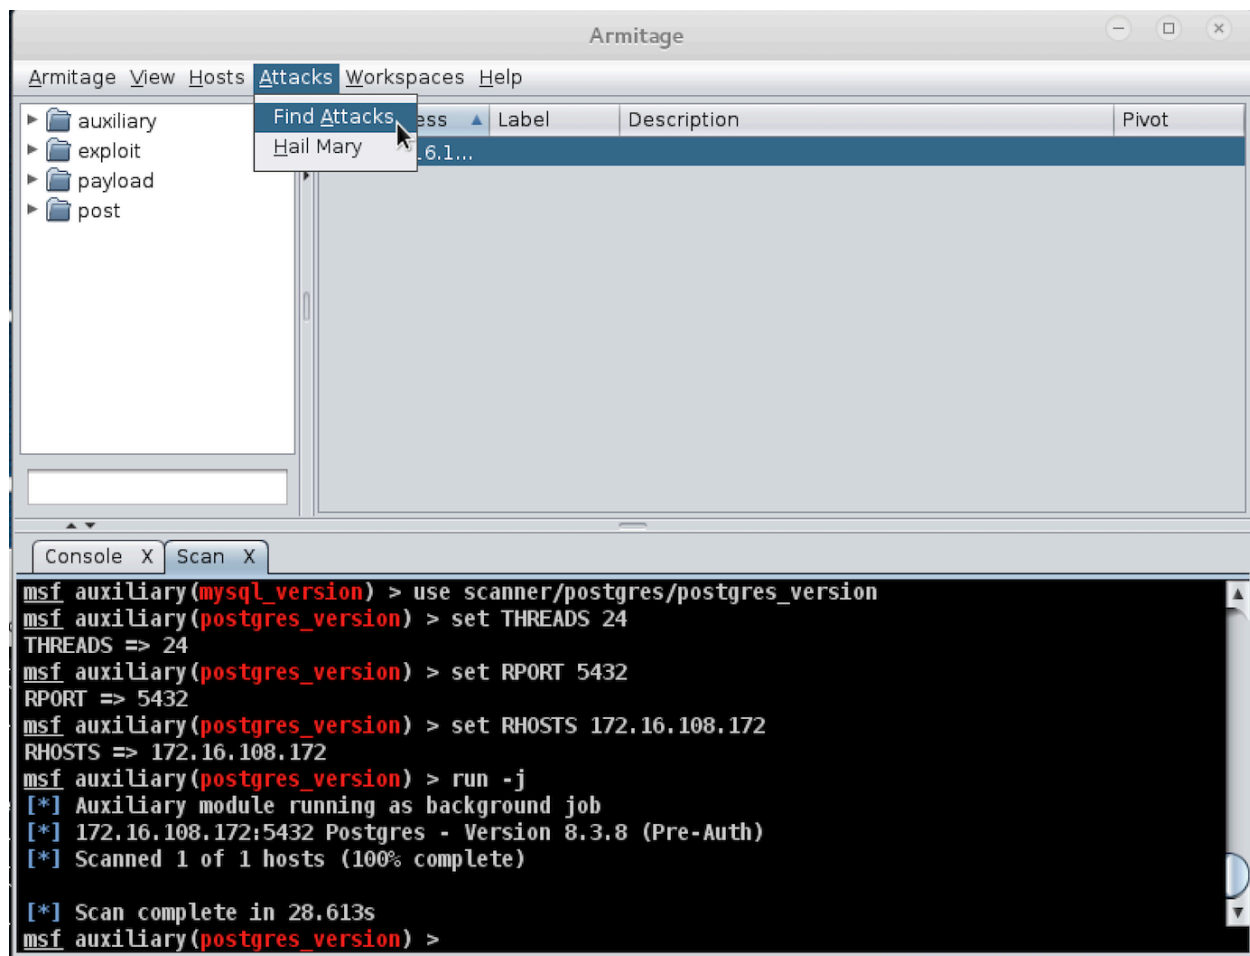 Armitage
Armitage View Hosts Attacks Workspaces Help
Find Attacks
Hail Mary
auxiliary
exploit
payload
post
ess Label Description Pivot
.6.1...
Console X Scan X
msf auxiliary(mysql_version) > use scanner/postgres/postgres_version
msf auxiliary(postgres_version) > set THREADS 24
THREADS => 24
msf auxiliary(postgres_version) > set RPORT 5432
RPORT => 5432
msf auxiliary(postgres_version) > set RHOSTS 172.16.108.172
RHOSTS => 172.16.108.172
msf auxiliary(postgres_version) > run -j
[*] Auxiliary module running as background job
[*] 172.16.108.172:5432 Postgres - Version 8.3.8 (Pre-Auth)
[*] Scanned 1 of 1 hosts (100% complete)
[*] Scan complete in 28.613s
msf auxiliary(postgres_version) >